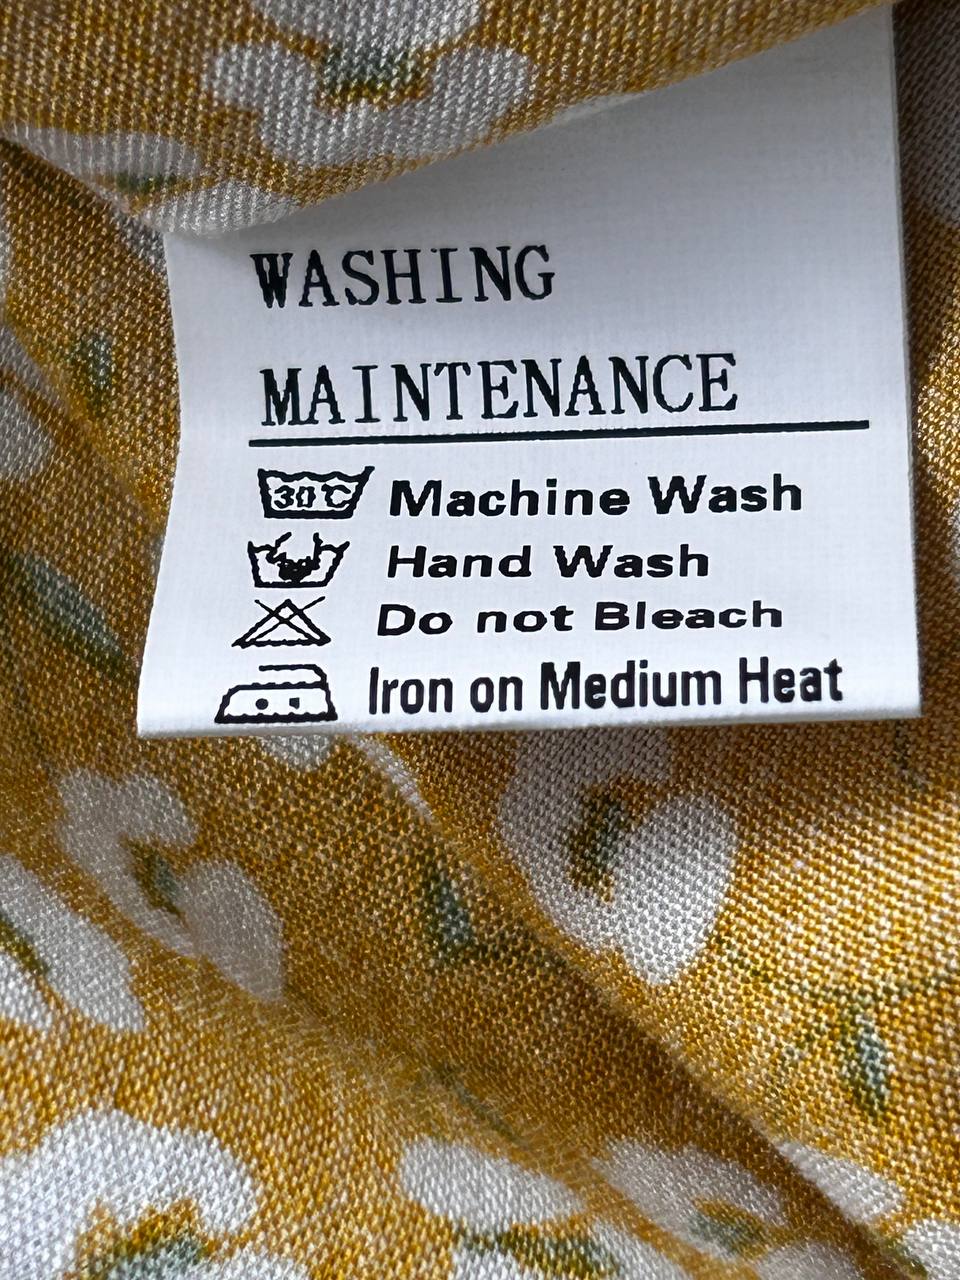 WASHING
MAINTENANCE
30℃ Machine Wash
Hand Wash
Do not Bleach
Iron on Medium Heat